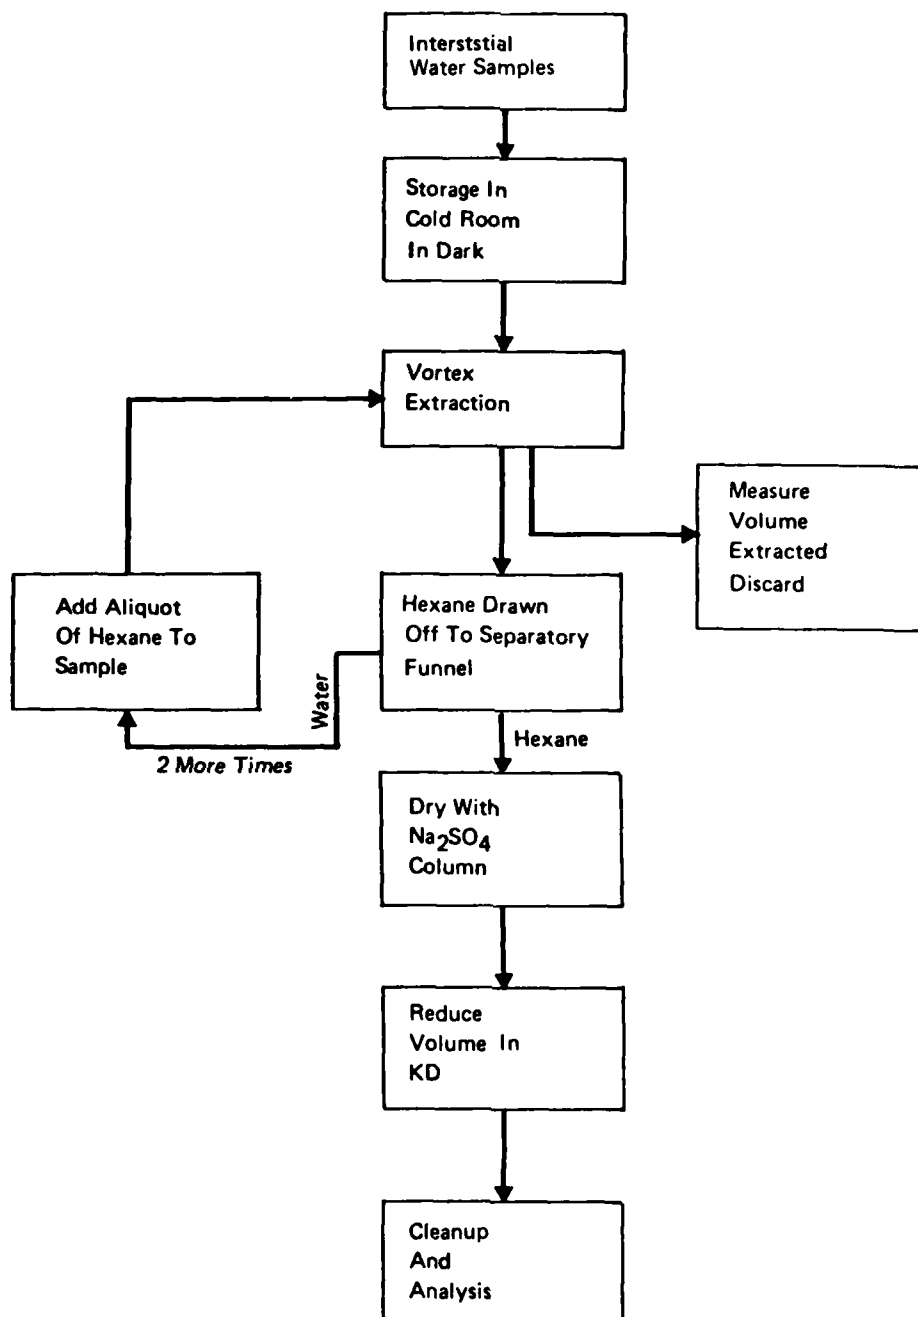 Interststial
Water Samples
Storage In
Cold Room
In Dark
Vortex
Extraction
Measure
Volume
Extracted
Discard
Add Aliquot
Of Hexane To
Sample
Hexane Drawn
Off To Separatory
Funnel
Water
2 More Times
Hexane
Dry With
Na₂SO₄
Column
Reduce
Volume In
KD
Cleanup
And
Analysis